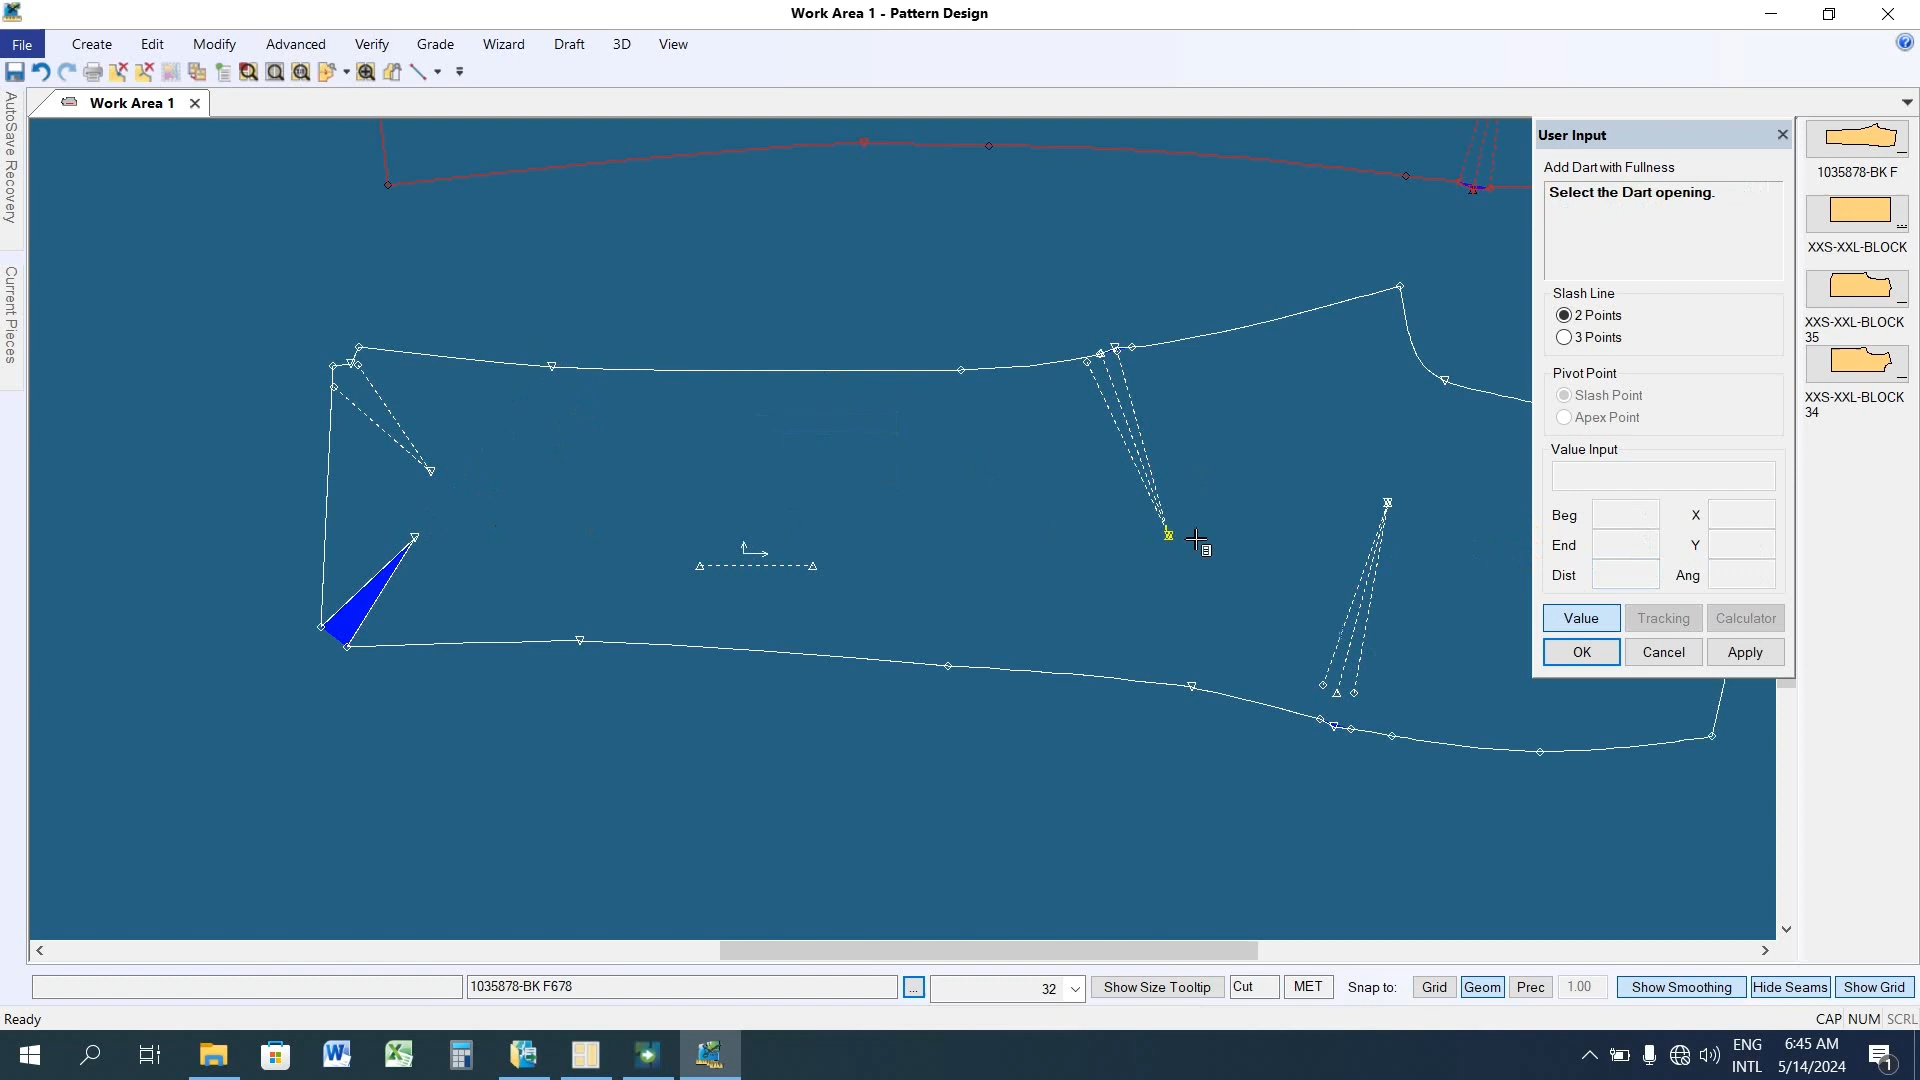 Work Area 1 - Pattern Design
File Create Edit Modify Advanced Verify Grade Wizard Draft 3D View
Work Area 1
AutoSave Recovery
Current Pieces
User Input
Add Dart with Fullness
Select the Dart opening.
Slash Line
2 Points
3 Points
Pivot Point
Slash Point
Apex Point
Value Input
Beg X
End Y
Dist Ang
Value Tracking Calculator
OK Cancel Apply
1035878-BK F
XXS-XXL-BLOCK
XXS-XXL-BLOCK
35
XXS-XXL-BLOCK
34
1035878-BK F678 ... 32 Show Size Tooltip Cut MET Snap to: Grid Geom Prec 1.00 Show Smoothing Hide Seams Show Grid
Ready CAP NUM SCRL
ENG 6:45 AM
INTL 5/14/2024 1